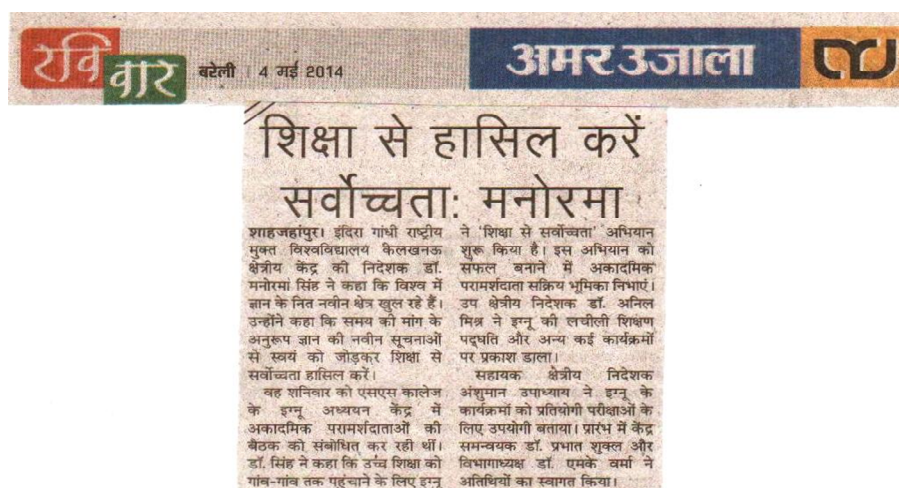 रवि
वार
बरेली | 4 मई 2014
अमर उजाला
शिक्षा से हासिल करें
सर्वोच्चता: मनोरमा
शाहजहांपुर। इंदिरा गांधी राष्ट्रीय
मुक्त विश्वविद्यालय केलखनऊ
क्षेत्रीय केंद्र की निदेशक डॉ.
मनोरमा सिंह ने कहा कि विश्व में
ज्ञान के नित नवीन क्षेत्र खुल रहे हैं।
उन्होंने कहा कि समय की मांग के
अनुरूप ज्ञान की नवीन सूचनाओं
से स्वयं को जोड़कर शिक्षा से
सर्वोच्चता हासिल करें।
वह शनिवार को एसएस कालेज
के इग्नू अध्ययन केंद्र में
अकादमिक परामर्शदाताओं की
बैठक को संबोधित कर रही थीं।
डॉ. सिंह ने कहा कि उच्च शिक्षा को
गांव-गांव तक पहुंचाने के लिए इग्नू
ने ‘शिक्षा से सर्वोच्चता’ अभियान
शुरू किया है। इस अभियान को
सफल बनाने में अकादमिक
परामर्शदाता सक्रिय भूमिका निभाएं।
उप क्षेत्रीय निदेशक डॉ. अनिल
मिश्र ने इग्नू की लचीली शिक्षण
पद्धति और अन्य कई कार्यक्रमों
पर प्रकाश डाला।
सहायक क्षेत्रीय निदेशक
अंशुमान उपाध्याय ने इग्नू के
कार्यक्रमों को प्रतियोगी परीक्षाओं के
लिए उपयोगी बताया। प्रारंभ में केंद्र
समन्वयक डॉ. प्रभात शुक्ल और
विभागाध्यक्ष डॉ. एमके वर्मा ने
अतिथियों का स्वागत किया।